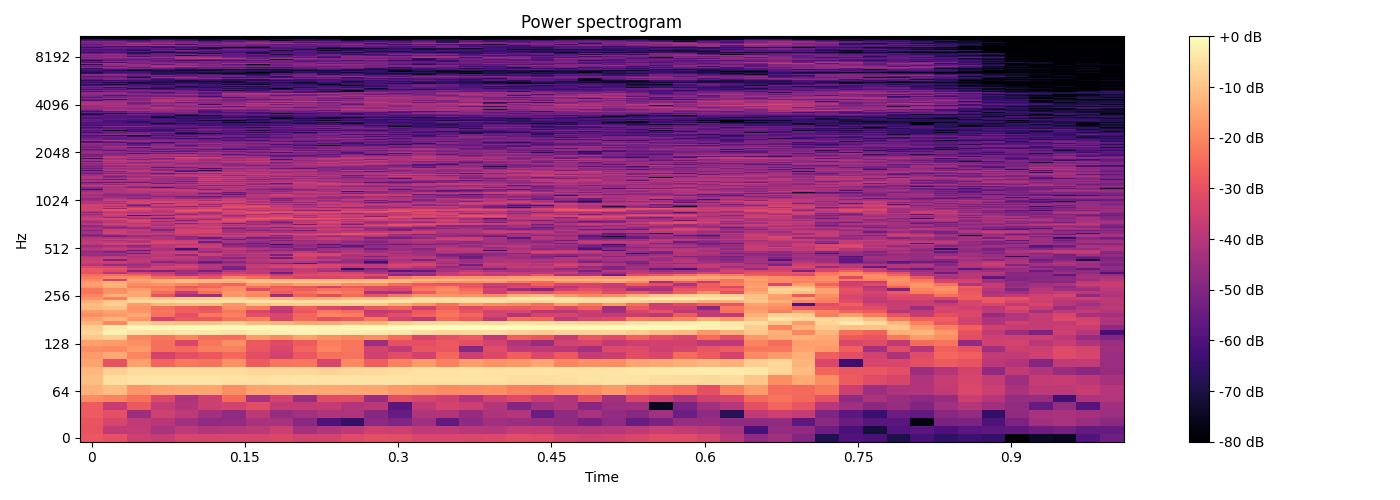 Power spectrogram
Hz
8192
4096
2048
1024
512
256
128
64
0
0 0.15 0.3 0.45 0.6 0.75 0.9
Time
+0 dB
-10 dB
-20 dB
-30 dB
-40 dB
-50 dB
-60 dB
-70 dB
-80 dB